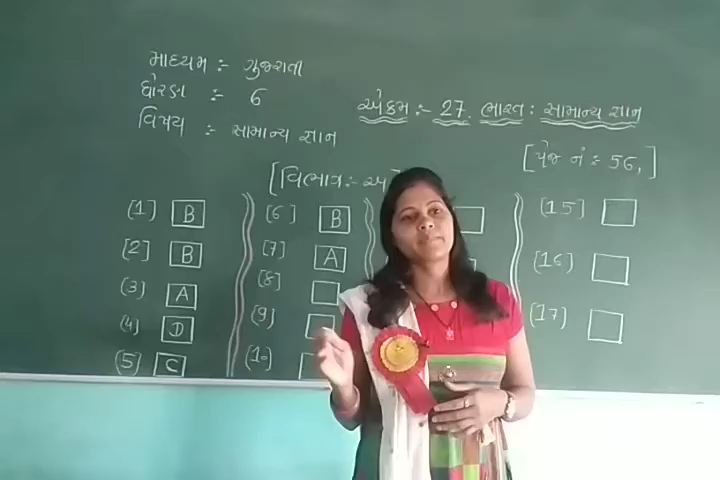 માધ્યમ :- ગુજરાતી
ધોરણ :- 6
વિષય :- સામાન્ય જ્ઞાન
એકમ :- 27. ભારત : સામાન્ય જ્ઞાન
[પેજ નં :- 56,]
[વિભાગ :- અ]
(1) B
(2) B
(3) A
(4) D
(5) C
(6) B
(7) A
(8)
(9)
(10)
(15)
(16)
(17)